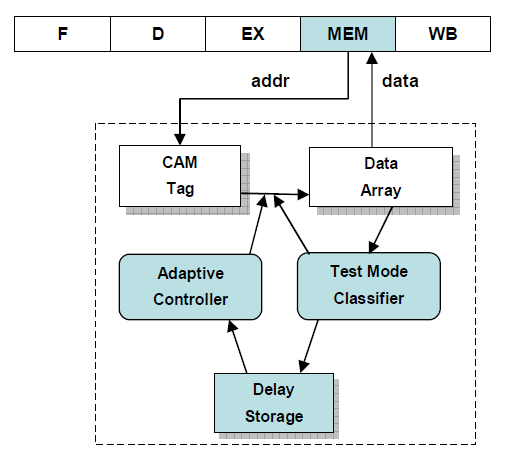 F D EX MEM WB
addr data
CAM
Tag
Data
Array
Adaptive
Controller
Test Mode
Classifier
Delay
Storage